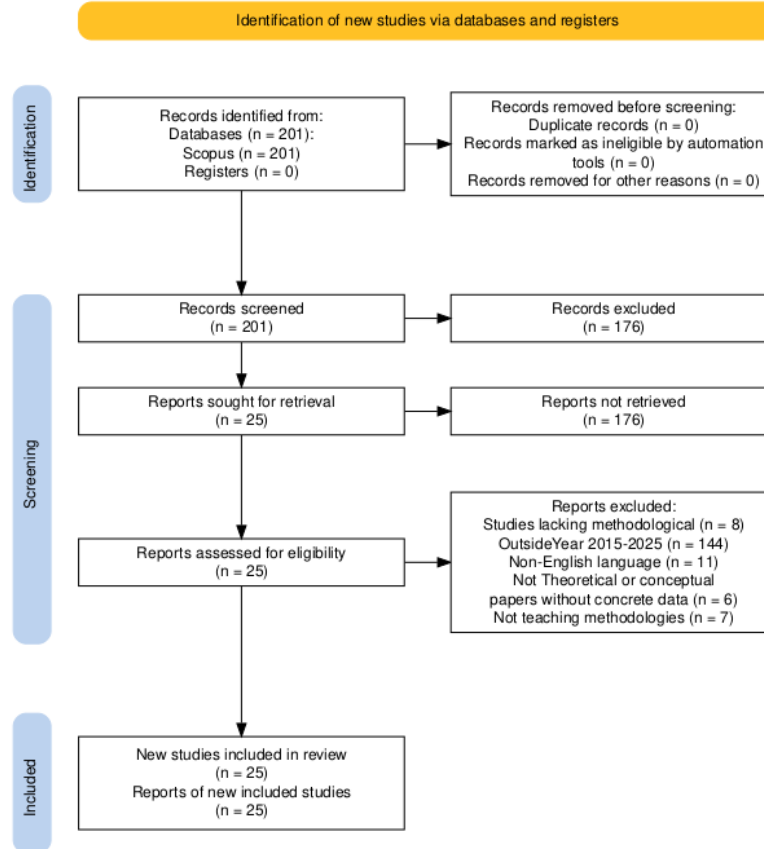 Identification of new studies via databases and registers
Identification
Records identified from:
Databases (n = 201):
Scopus (n = 201)
Registers (n = 0)
Records removed before screening:
Duplicate records (n = 0)
Records marked as ineligible by automation
tools (n = 0)
Records removed for other reasons (n = 0)
Screening
Records screened
(n = 201)
Records excluded
(n = 176)
Reports sought for retrieval
(n = 25)
Reports not retrieved
(n = 176)
Reports assessed for eligibility
(n = 25)
Reports excluded:
Studies lacking methodological (n = 8)
OutsideYear 2015-2025 (n = 144)
Non-English language (n = 11)
Not Theoretical or conceptual
papers without concrete data (n = 6)
Not teaching methodologies (n = 7)
Included
New studies included in review
(n = 25)
Reports of new included studies
(n = 25)